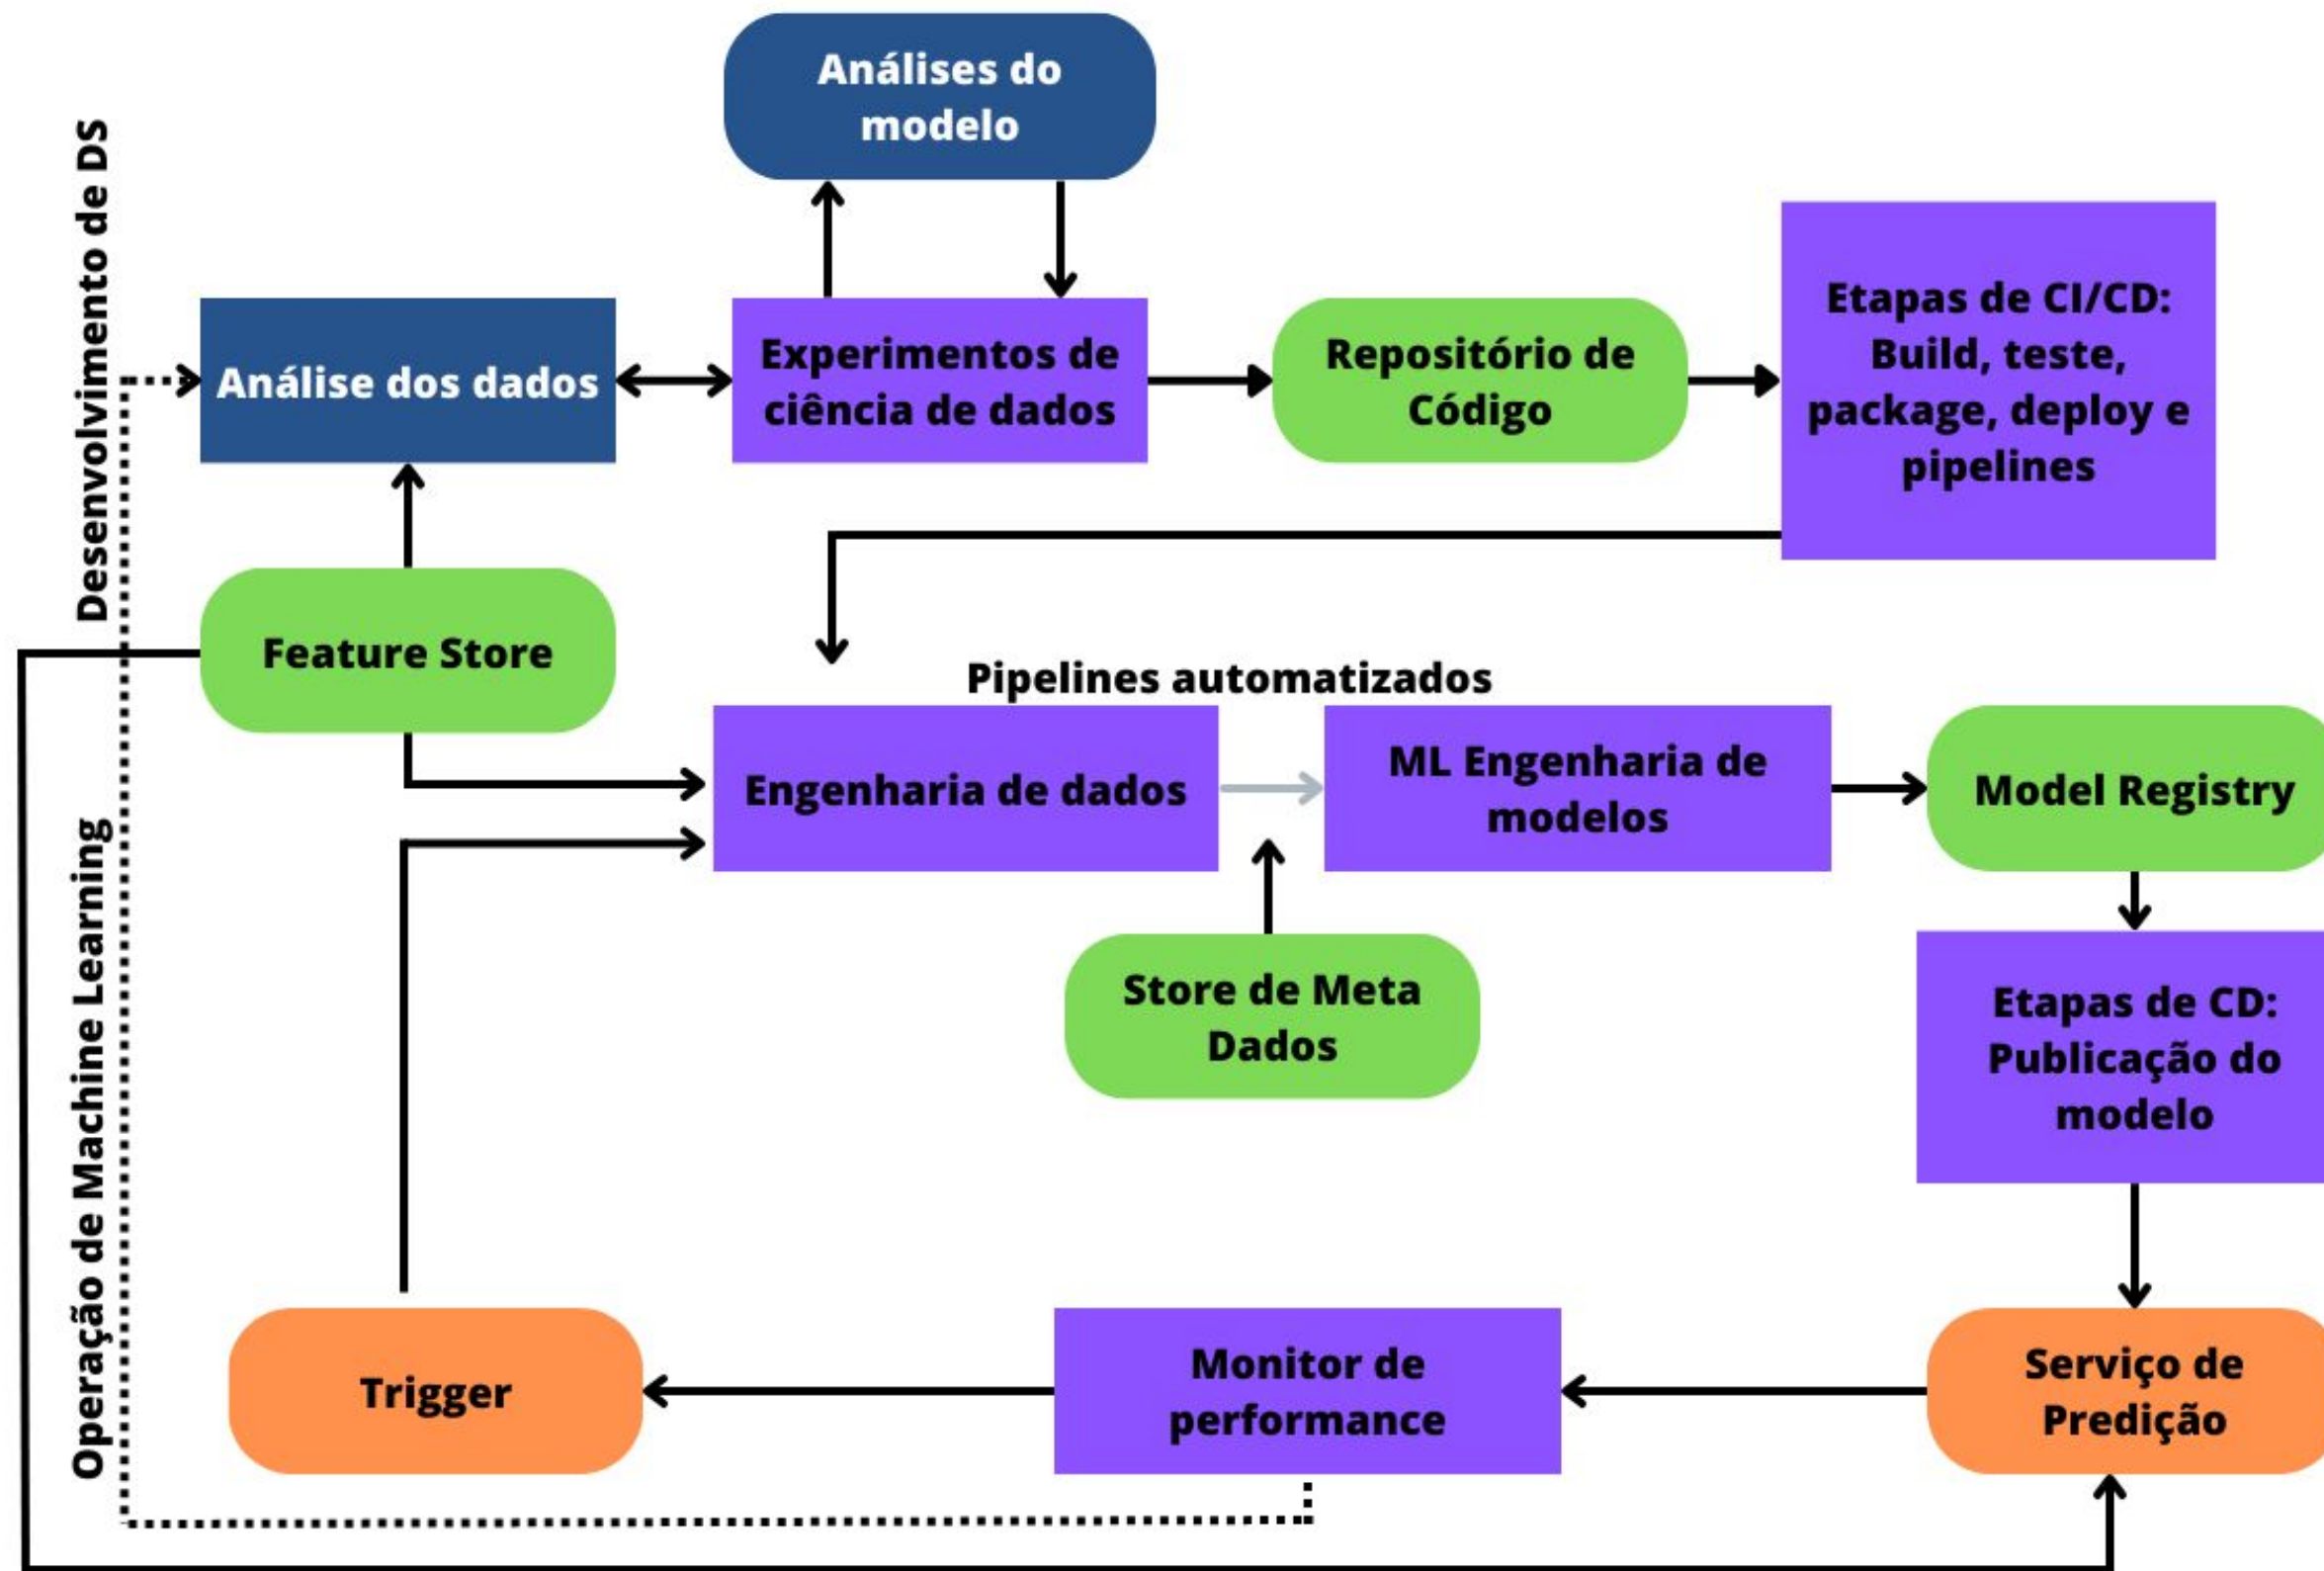 Análises do
modelo
Desenvolvimento de DS
Análise dos dados
Experimentos de
ciência de dados
Repositório de
Código
Etapas de CI/CD:
Build, teste,
package, deploy e
pipelines
Feature Store
Pipelines automatizados
Engenharia de dados
ML Engenharia de
modelos
Model Registry
Operação de Machine Learning
Store de Meta
Dados
Etapas de CD:
Publicação do
modelo
Trigger
Monitor de
performance
Serviço de
Predição